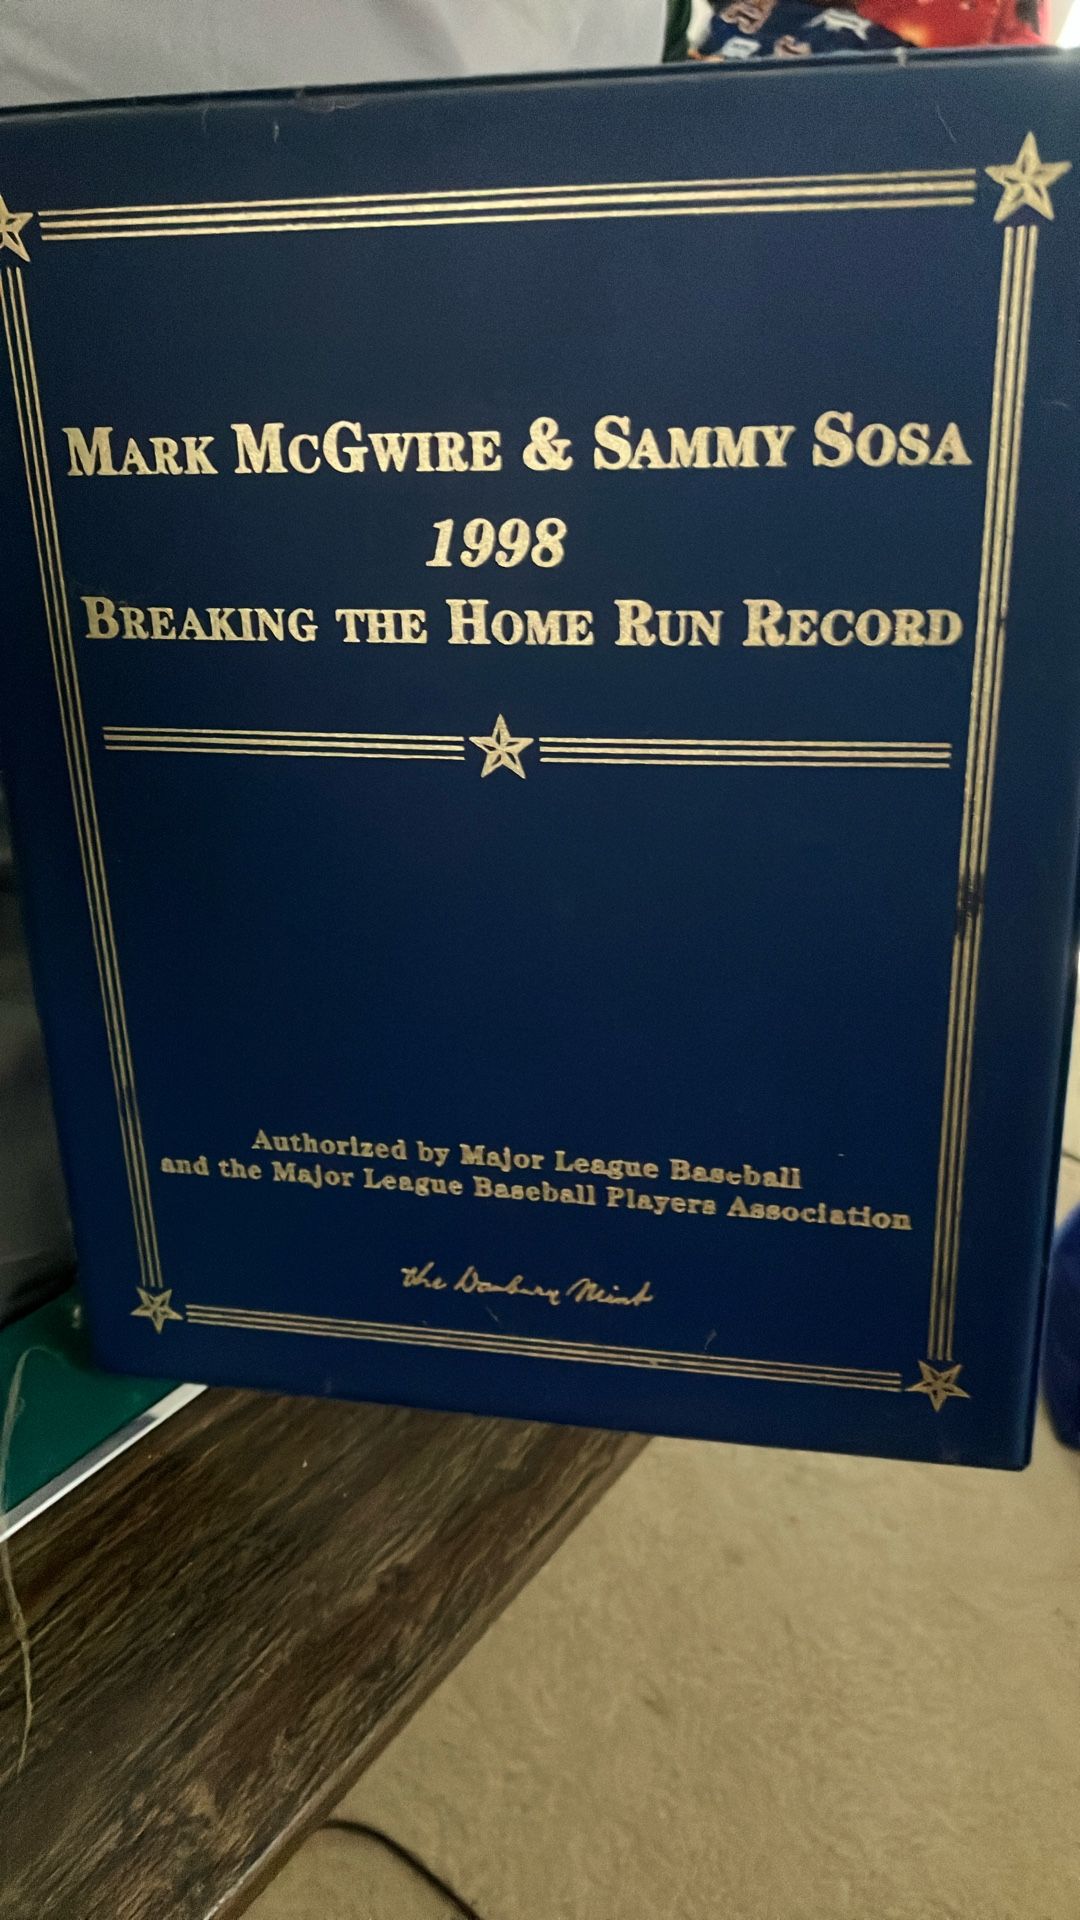 MARK MCGWIRE & SAMMY SOSA
1998
BREAKING THE HOME RUN RECORD
Authorized by Major League Baseball
and the Major League Baseball Players Association
the Danbury Mint